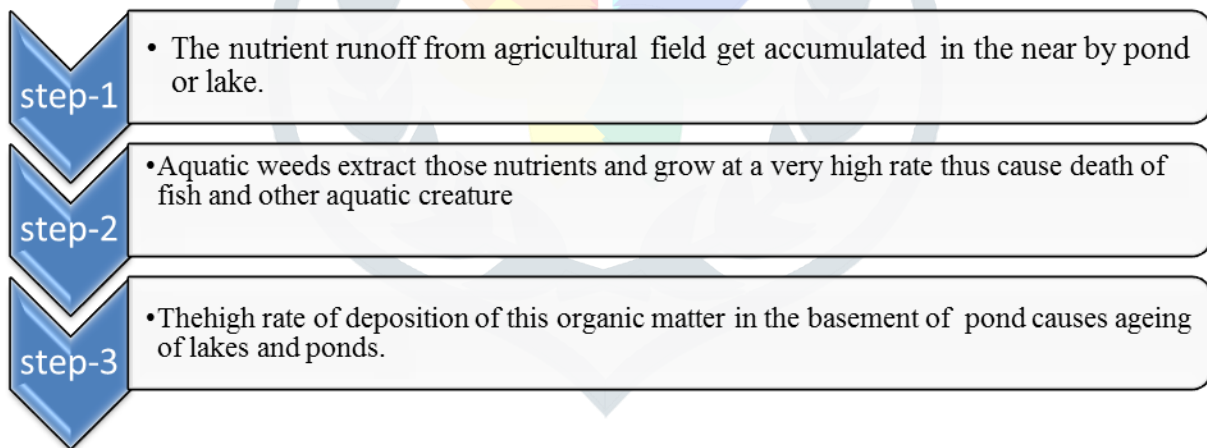 step-1
• The nutrient runoff from agricultural field get accumulated in the near by pond
or lake.
step-2
•Aquatic weeds extract those nutrients and grow at a very high rate thus cause death of
fish and other aquatic creature
step-3
•Thehigh rate of deposition of this organic matter in the basement of pond causes ageing
of lakes and ponds.